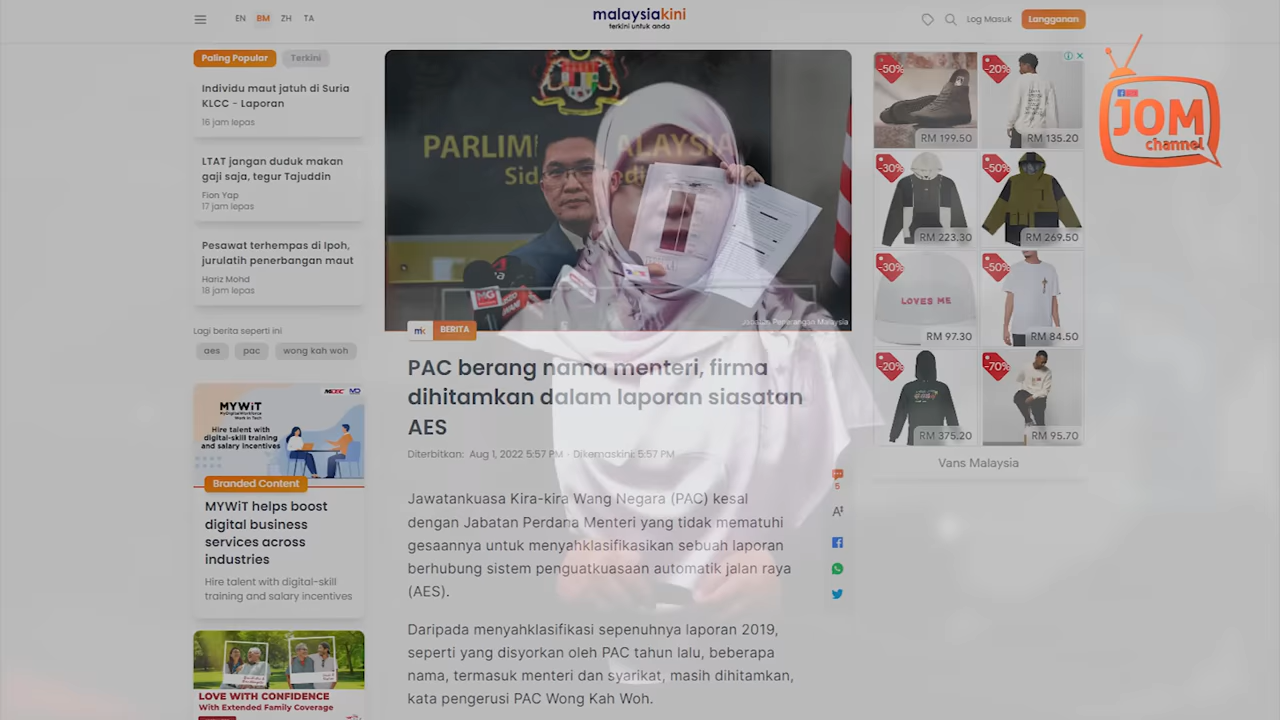 EN BM ZH TA
malaysiakini
terkini untuk anda
Log Masuk
Langganan
Paling Popular
Terkini
Individu maut jatuh di Suria
KLCC - Laporan
16 jam lepas
LTAT jangan duduk makan
gaji saja, tegur Tajuddin
Fion Yap
17 jam lepas
Pesawat terhempas di Ipoh,
jurulatih penerbangan maut
Hariz Mohd
18 jam lepas
Lagi berita seperti ini
aes pac wong kah woh
MDEC MD
MYWiT
Hire talent with
digital-skill training
and salary incentives
Branded Content
MYWiT helps boost
digital business
services across
industries
Hire talent with digital-skill
training and salary incentives
LOVE WITH CONFIDENCE
With Extended Family Coverage
PARLIM ALAYSIA
MG
mk BERITA
PAC berang nama menteri, firma
dihitamkan dalam laporan siasatan
AES
Diterbitkan: Aug 1, 2022 5:57 PM · Dikemaskini: 5:57 PM
Jawatankuasa Kira-kira Wang Negara (PAC) kesal
dengan Jabatan Perdana Menteri yang tidak mematuhi
gesaannya untuk menyahklasifikasikan sebuah laporan
berhubung sistem penguatkuasaan automatik jalan raya
(AES).
Daripada menyahklasifikasi sepenuhnya laporan 2019,
seperti yang disyorkan oleh PAC tahun lalu, beberapa
nama, termasuk menteri dan syarikat, masih dihitamkan,
kata pengerusi PAC Wong Kah Woh.
5
-50%
RM 199.50
-20%
RM 135.20
-30%
RM 223.30
-50%
RM 269.50
-30%
LOVES ME
RM 97.30
-50%
RM 84.50
-20%
RM 375.20
-70%
RM 95.70
Vans Malaysia
JOM
channel